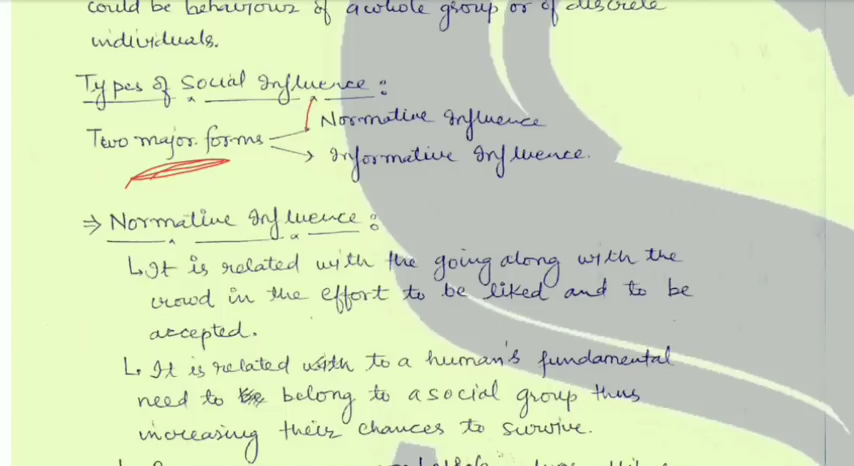 could be behaviour of a whole group or of discrete
individuals.
Types of Social Influence :
Two major forms
Normative Influence
→ Informative Influence.
⇒ Normative Influence :
↳ It is related with the going along with the
crowd in the effort to be liked and to be
accepted.
↳ It is related with to a human's fundamental
need to belong to a social group thus
increasing their chances to survive.